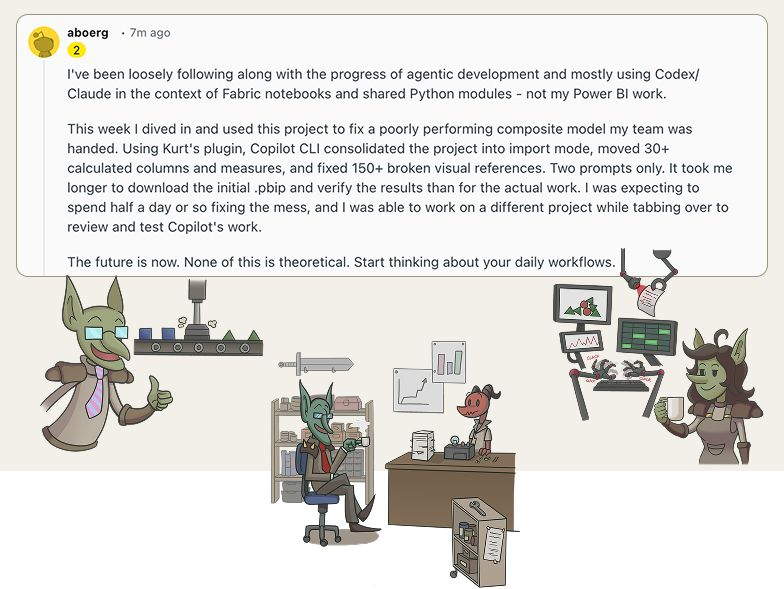 aboerg · 7m ago
2
I've been loosely following along with the progress of agentic development and mostly using Codex/
Claude in the context of Fabric notebooks and shared Python modules - not my Power BI work.
This week I dived in and used this project to fix a poorly performing composite model my team was
handed. Using Kurt's plugin, Copilot CLI consolidated the project into import mode, moved 30+
calculated columns and measures, and fixed 150+ broken visual references. Two prompts only. It took me
longer to download the initial .pbip and verify the results than for the actual work. I was expecting to
spend half a day or so fixing the mess, and I was able to work on a different project while tabbing over to
review and test Copilot's work.
The future is now. None of this is theoretical. Start thinking about your daily workflows.